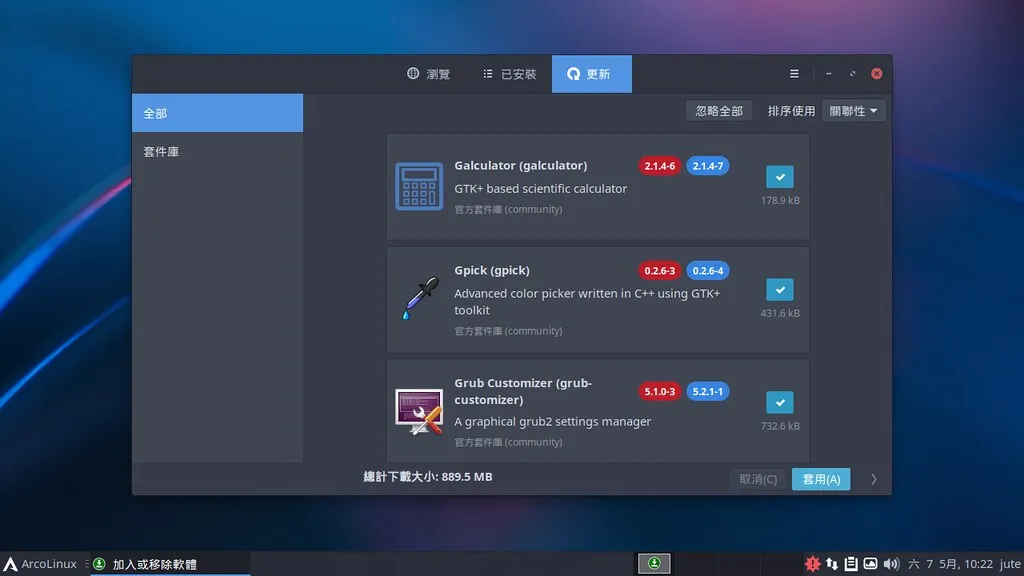 瀏覽
已安裝
更新
全部
套件庫
忽略全部
排序使用
關聯性
Galculator (galculator)
2.1.4-6
2.1.4-7
GTK+ based scientific calculator
官方套件庫 (community)
178.9 kB
Gpick (gpick)
0.2.6-3
0.2.6-4
Advanced color picker written in C++ using GTK+
toolkit
官方套件庫 (community)
431.6 kB
Grub Customizer (grub-
customizer)
5.1.0-3
5.2.1-1
A graphical grub2 settings manager
官方套件庫 (community)
732.6 kB
總計下載大小: 889.5 MB
取消(C)
套用(A)
ArcoLinux
加入或移除軟體
六 7 5月, 10:22 jute